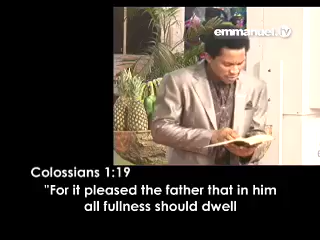 emmanuel.tv
Colossians 1:19
"For it pleased the father that in him
all fullness should dwell